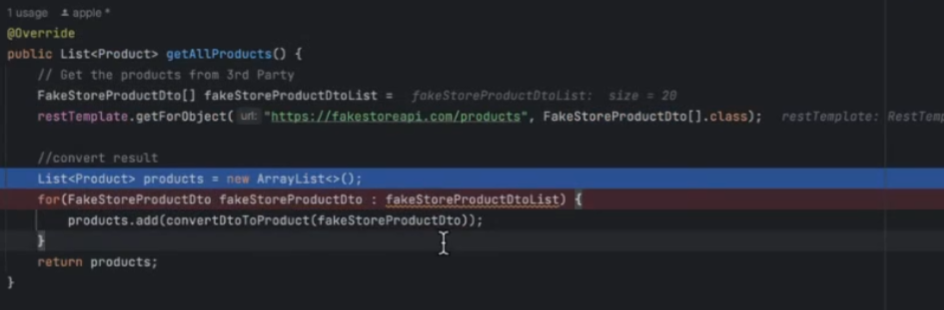 1 usage apple *
@Override
public List<Product> getAllProducts() {
// Get the products from 3rd Party
FakeStoreProductDto[] fakeStoreProductDtoList = fakeStoreProductDtoList: size = 20
restTemplate.getForObject( url: "https://fakestoreapi.com/products", FakeStoreProductDto[].class); restTemplate: RestTemp
//convert result
List<Product> products = new ArrayList<>();
for(FakeStoreProductDto fakeStoreProductDto : fakeStoreProductDtoList) {
products.add(convertDtoToProduct(fakeStoreProductDto));
}
return products;
}